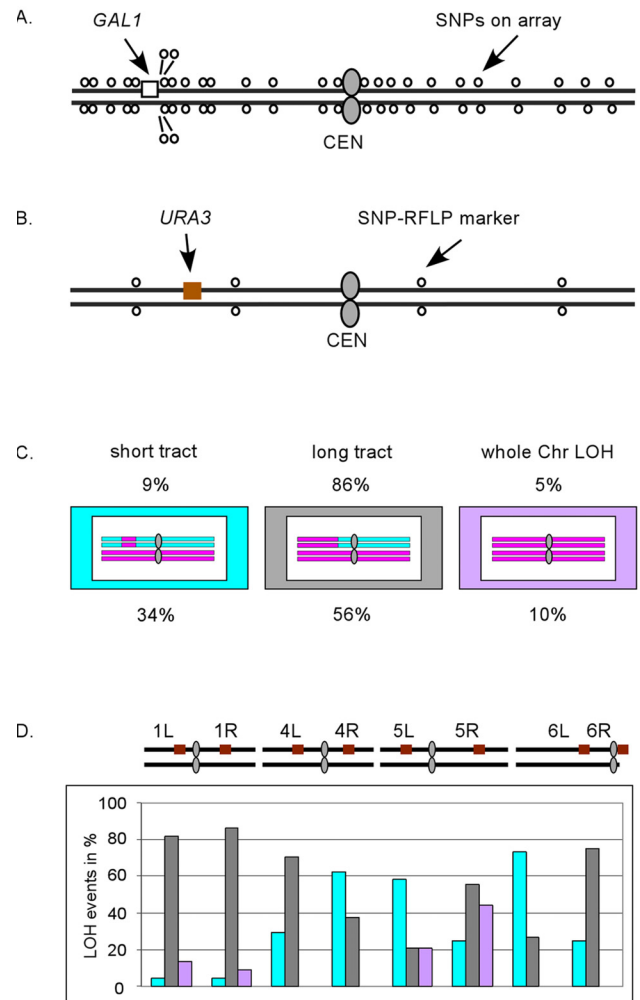 A.
GAL1
SNPs on array
CEN
B.
URA3
SNP-RFLP marker
CEN
C.
short tract
long tract
whole Chr LOH
9%
86%
5%
34%
56%
10%
D.
1L 1R 4L 4R 5L 5R 6L 6R
LOH events in %
100
80
60
40
20
0